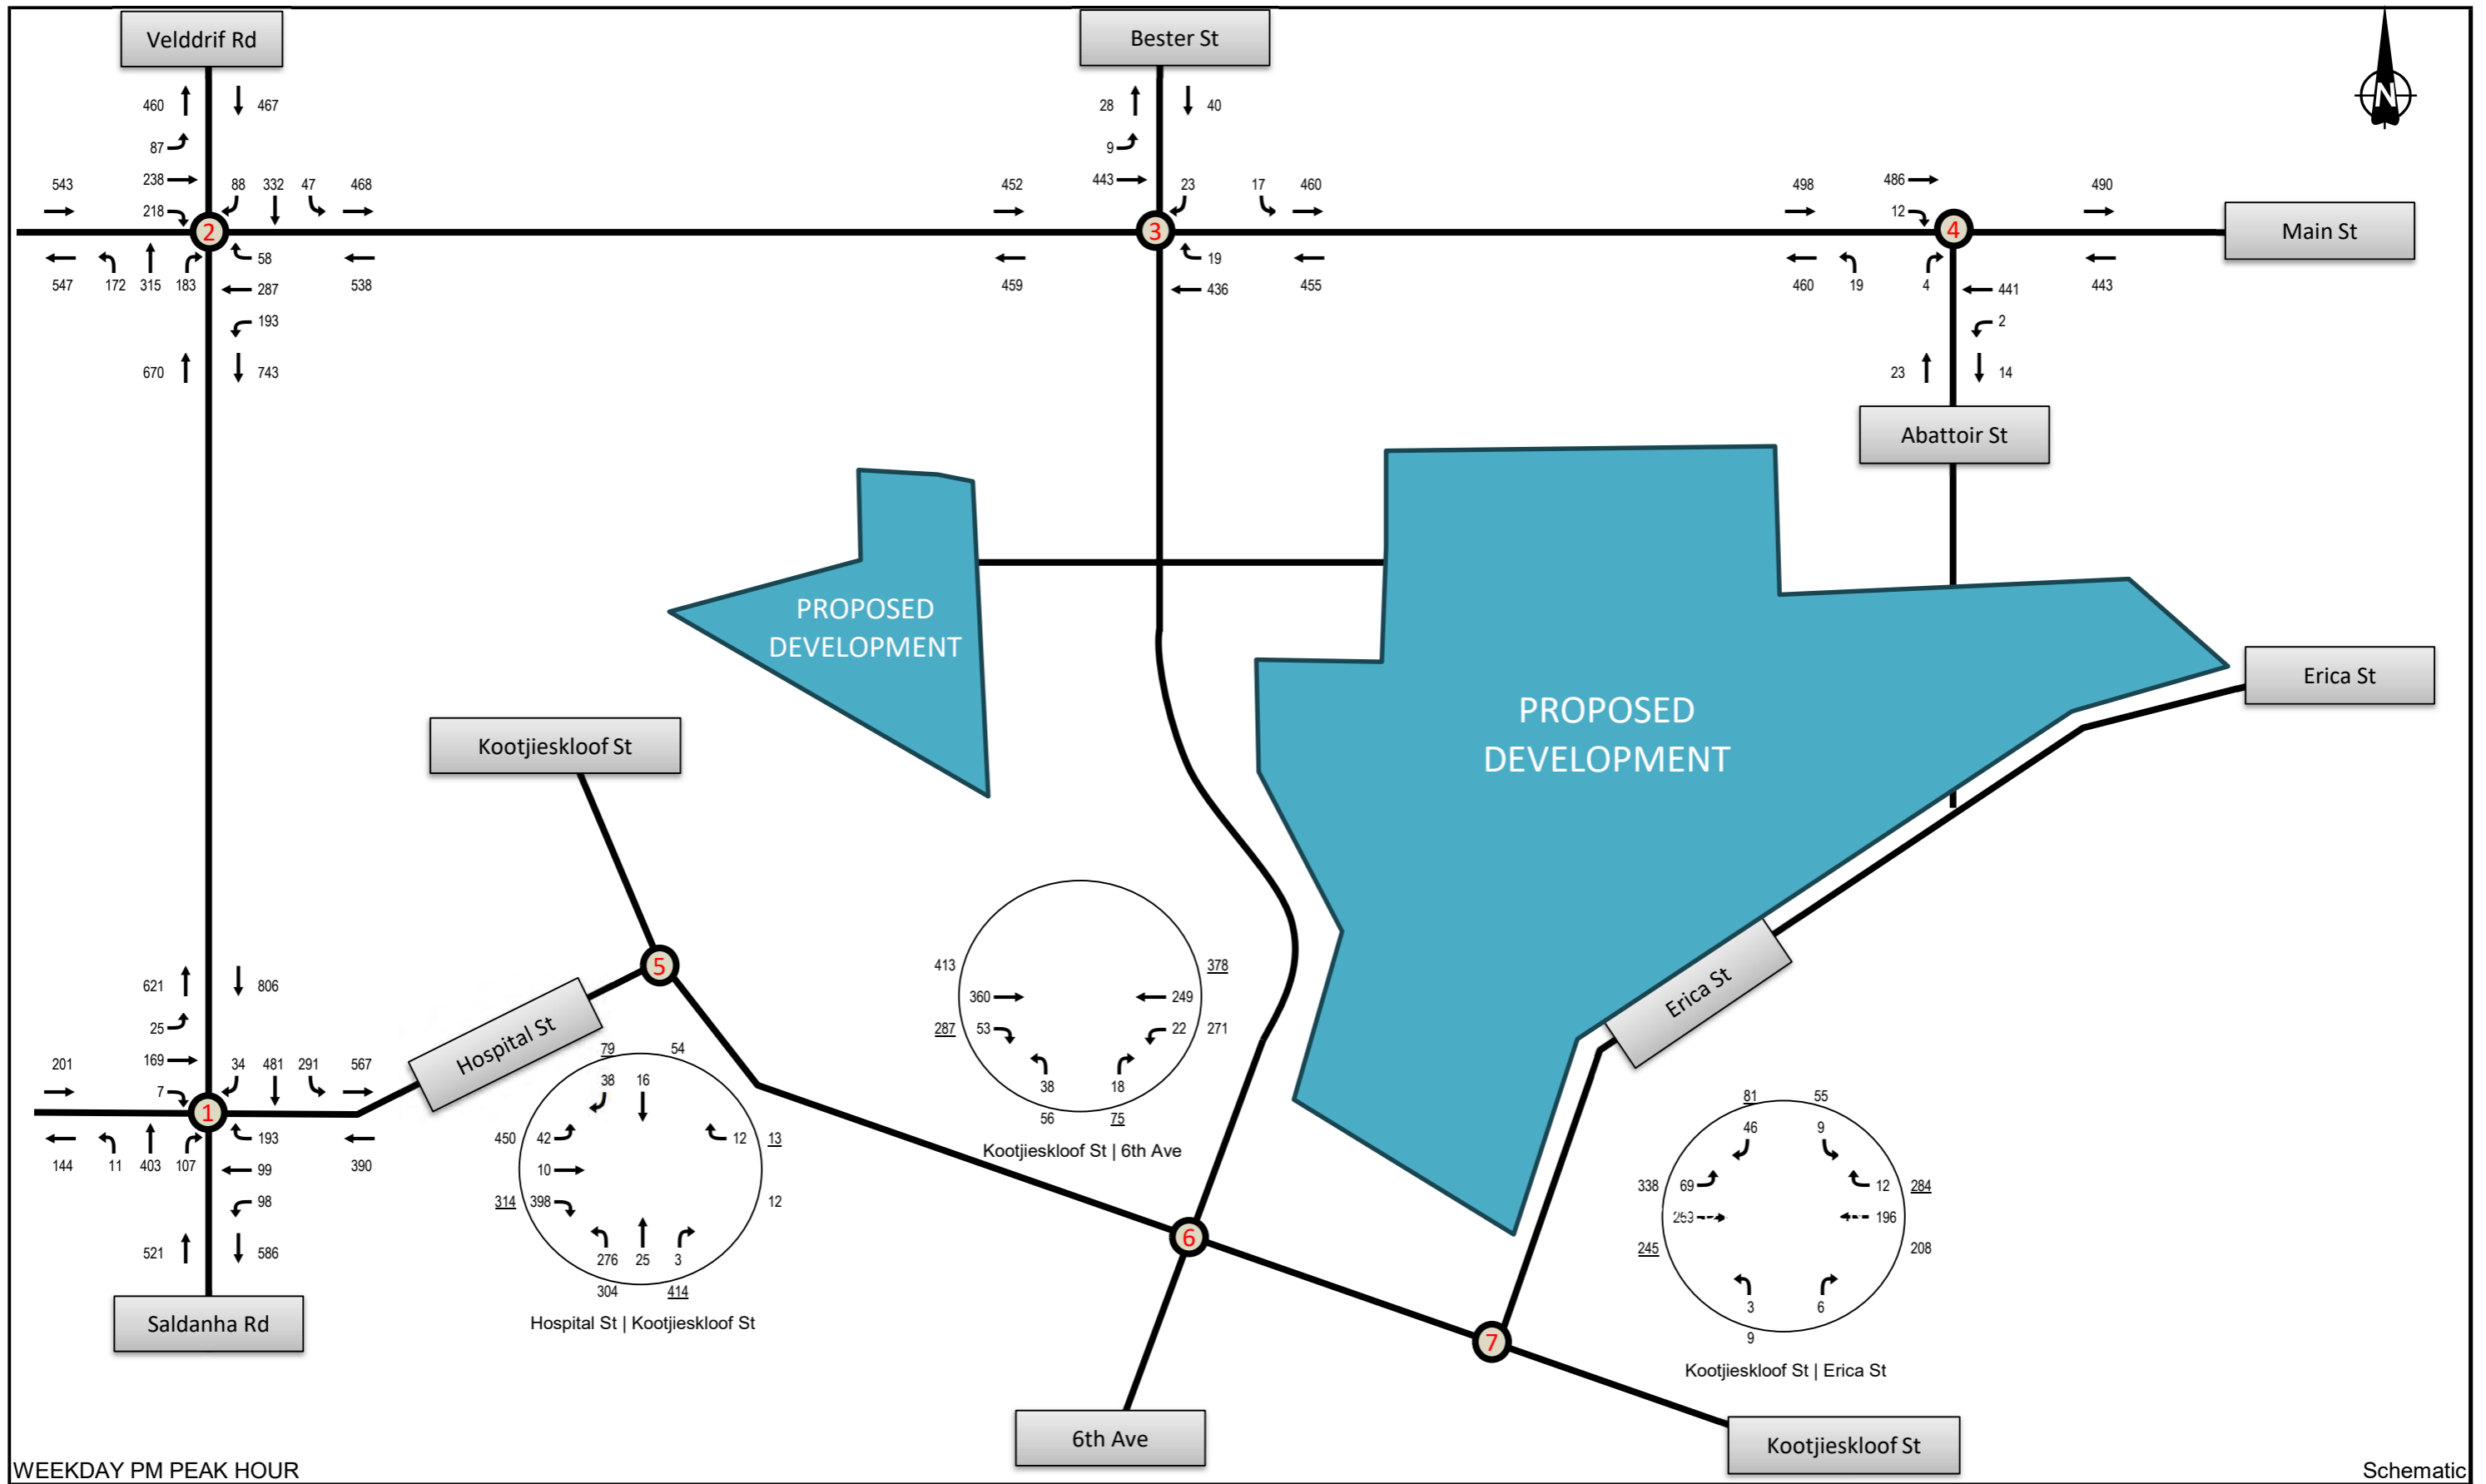 Velddrif Rd
Bester St
N
460 467
87
543 238 88 332 47 468
218
2
58
547 172 315 183 538
287
193
670 743
28 40
9
452 443 23 17 460
3
19
459 436 455
498 486 490
12
4
Main St
460 19 4 441 443
2
23 14
Abattoir St
PROPOSED
DEVELOPMENT
PROPOSED
DEVELOPMENT
Erica St
Kootjieskloof St
5
Hospital St
Erica St
621 806
25
201 169 34 481 291 567
7
1
193
144 11 403 107 390
99
98
521 586
Saldanha Rd
79 54
38 16
450 42 12 13
10
314 398 12
276 25 3
304 414
Hospital St | Kootjieskloof St
413 378
360 249
287 53 22 271
38 18
56 75
Kootjieskloof St | 6th Ave
6
81 55
46 9
338 69 12 284
196
245 208
3 6
9
Kootjieskloof St | Erica St
7
6th Ave
Kootjieskloof St
WEEKDAY PM PEAK HOUR
Schematic